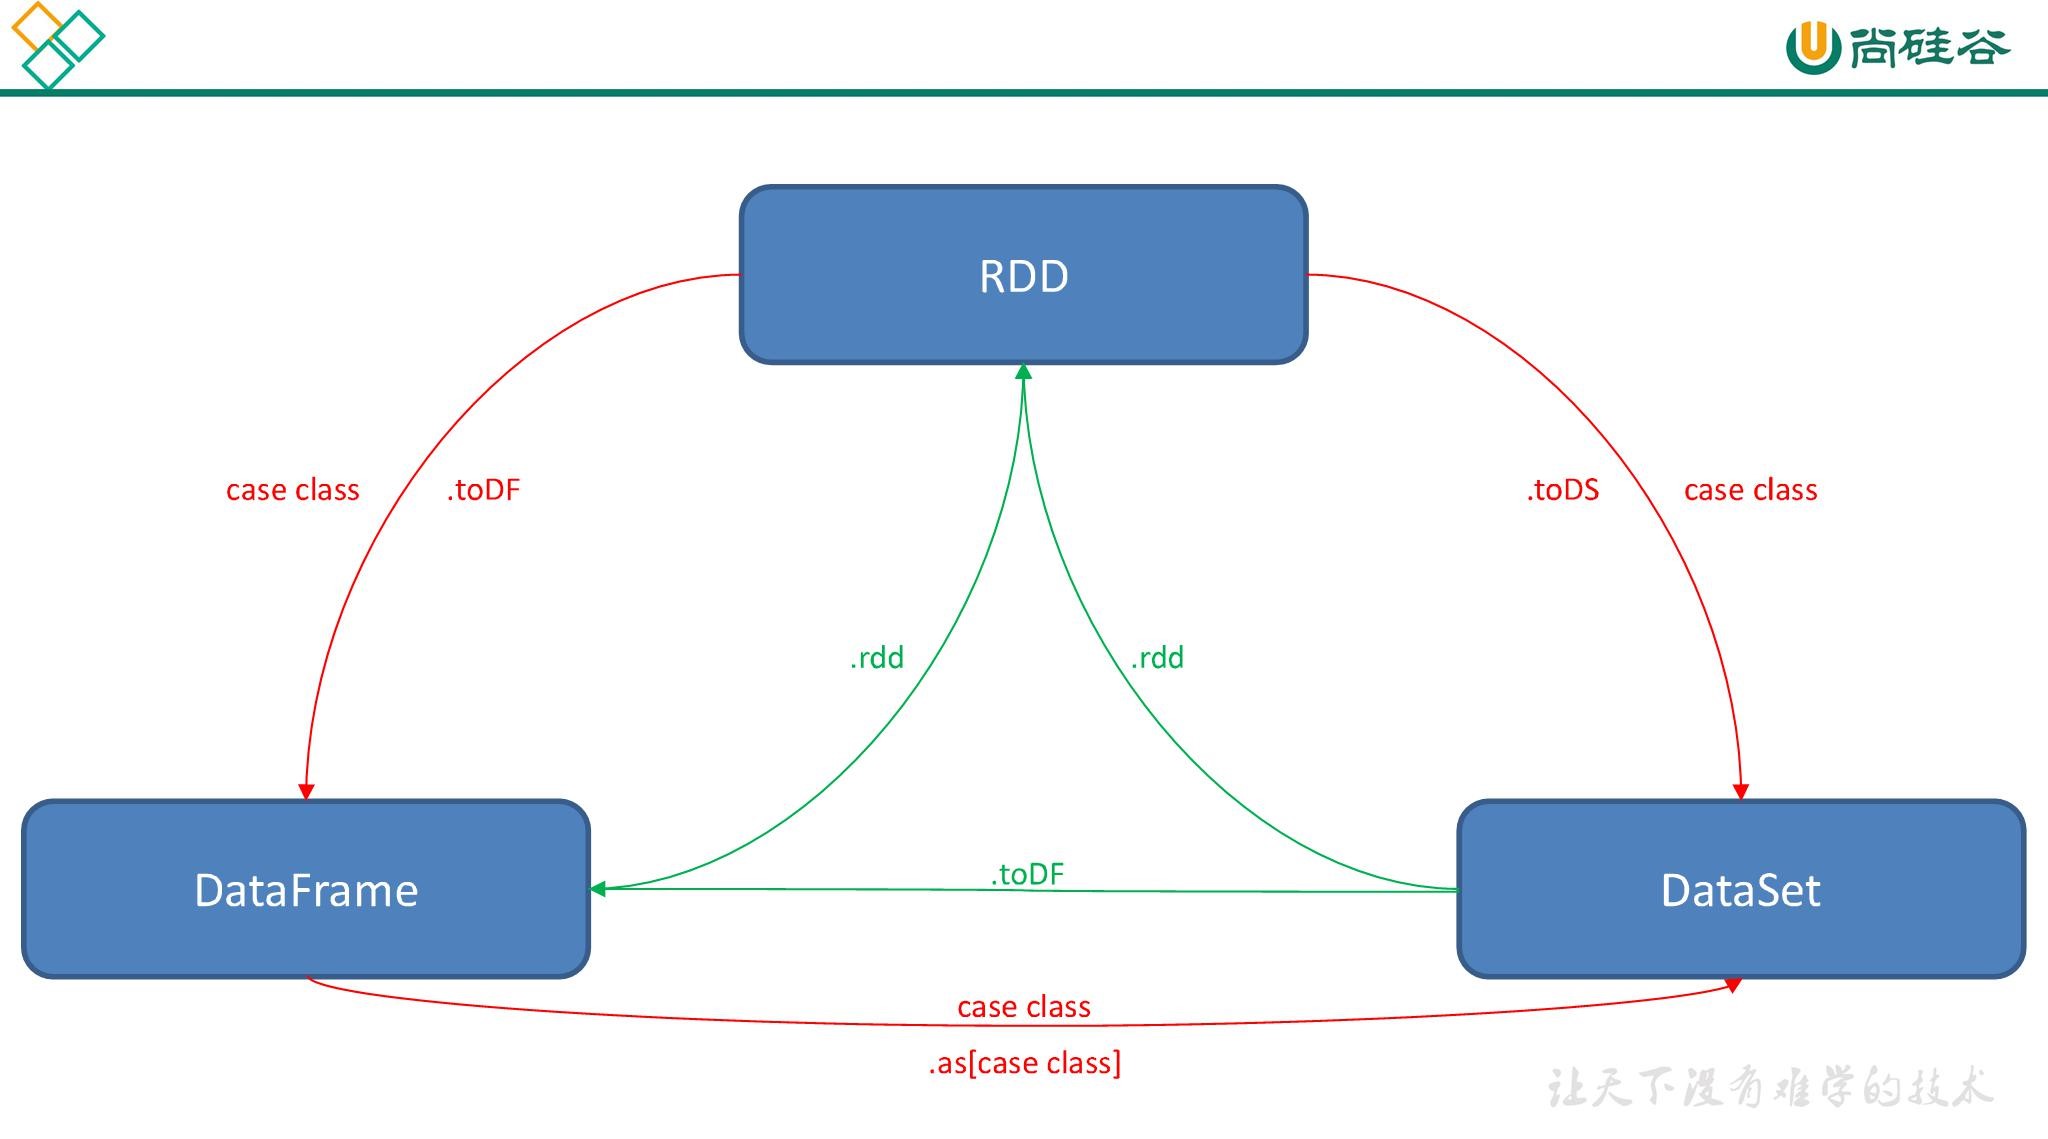 尚硅谷
RDD
case class
.toDF
.toDS
case class
.rdd
.rdd
.toDF
DataFrame
DataSet
case class
.as[case class]
让天下没有难学的技术